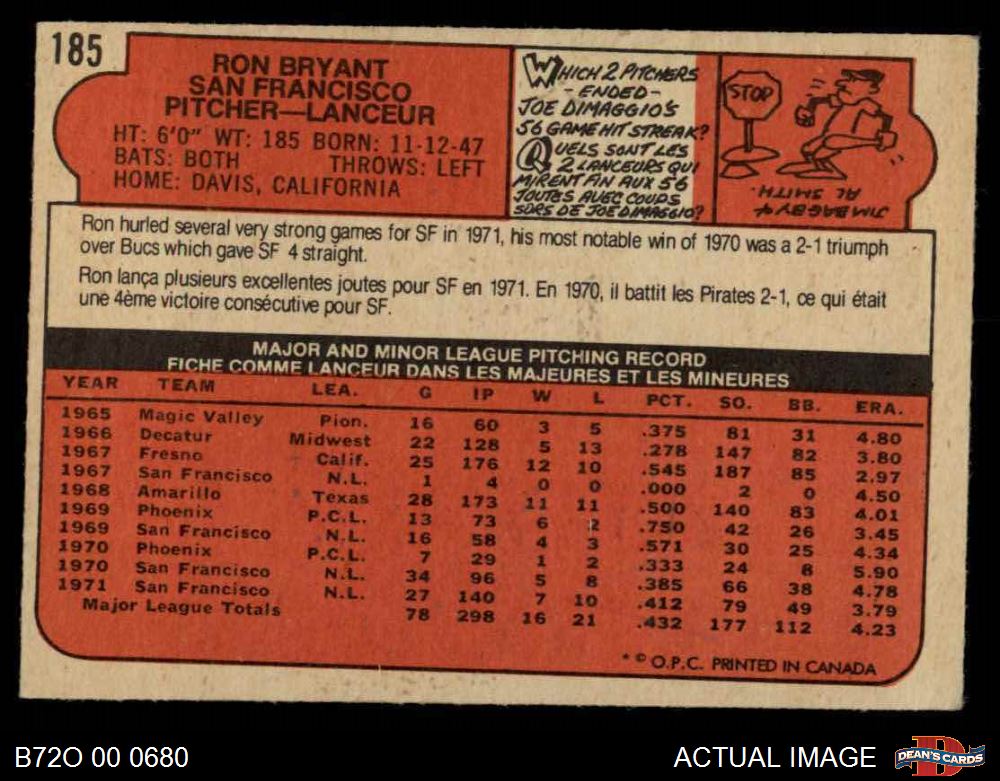 185
RON BRYANT
SAN FRANCISCO
PITCHER—LANCEUR
HT: 6'0" WT: 185 BORN: 11-12-47
BATS: BOTH THROWS: LEFT
HOME: DAVIS, CALIFORNIA
WHICH 2 PITCHERS
- ENDED -
JOE DIMAGGIO'S
56 GAME HIT STREAK?
QUELS SONT LES
2 LANCEURS QUI
MIRENT FIN AUX 56
JOUTES AVEC COUPS
SÛRS DE JOE DIMAGGIO?
STOP
JIM BAGBY &
AL SMITH.
Ron hurled several very strong games for SF in 1971, his most notable win of 1970 was a 2-1 triumph
over Bucs which gave SF 4 straight.
Ron lança plusieurs excellentes joutes pour SF en 1971. En 1970, il battit les Pirates 2-1, ce qui était
une 4ème victoire consécutive pour SF.
MAJOR AND MINOR LEAGUE PITCHING RECORD
FICHE COMME LANCEUR DANS LES MAJEURES ET LES MINEURES
YEAR TEAM LEA. G IP W L PCT. SO. BB. ERA.
1965 Magic Valley Pion. 16 60 3 5 .375 81 31 4.80
1966 Decatur Midwest 22 128 5 13 .278 147 82 3.80
1967 Fresno Calif. 25 176 12 10 .545 187 85 2.97
1967 San Francisco N.L. 1 4 0 0 .000 2 0 4.50
1968 Amarillo Texas 28 173 11 11 .500 140 83 4.01
1969 Phoenix P.C.L. 13 73 6 2 .750 42 26 3.45
1969 San Francisco N.L. 16 58 4 3 .571 30 25 4.34
1970 Phoenix P.C.L. 7 29 1 2 .333 24 8 5.90
1970 San Francisco N.L. 34 96 5 8 .385 66 38 4.78
1971 San Francisco N.L. 27 140 7 10 .412 79 49 3.79
Major League Totals 78 298 16 21 .432 177 112 4.23
* © O.P.C. PRINTED IN CANADA
B72O 00 0680
ACTUAL IMAGE
D
DEAN'S CARDS